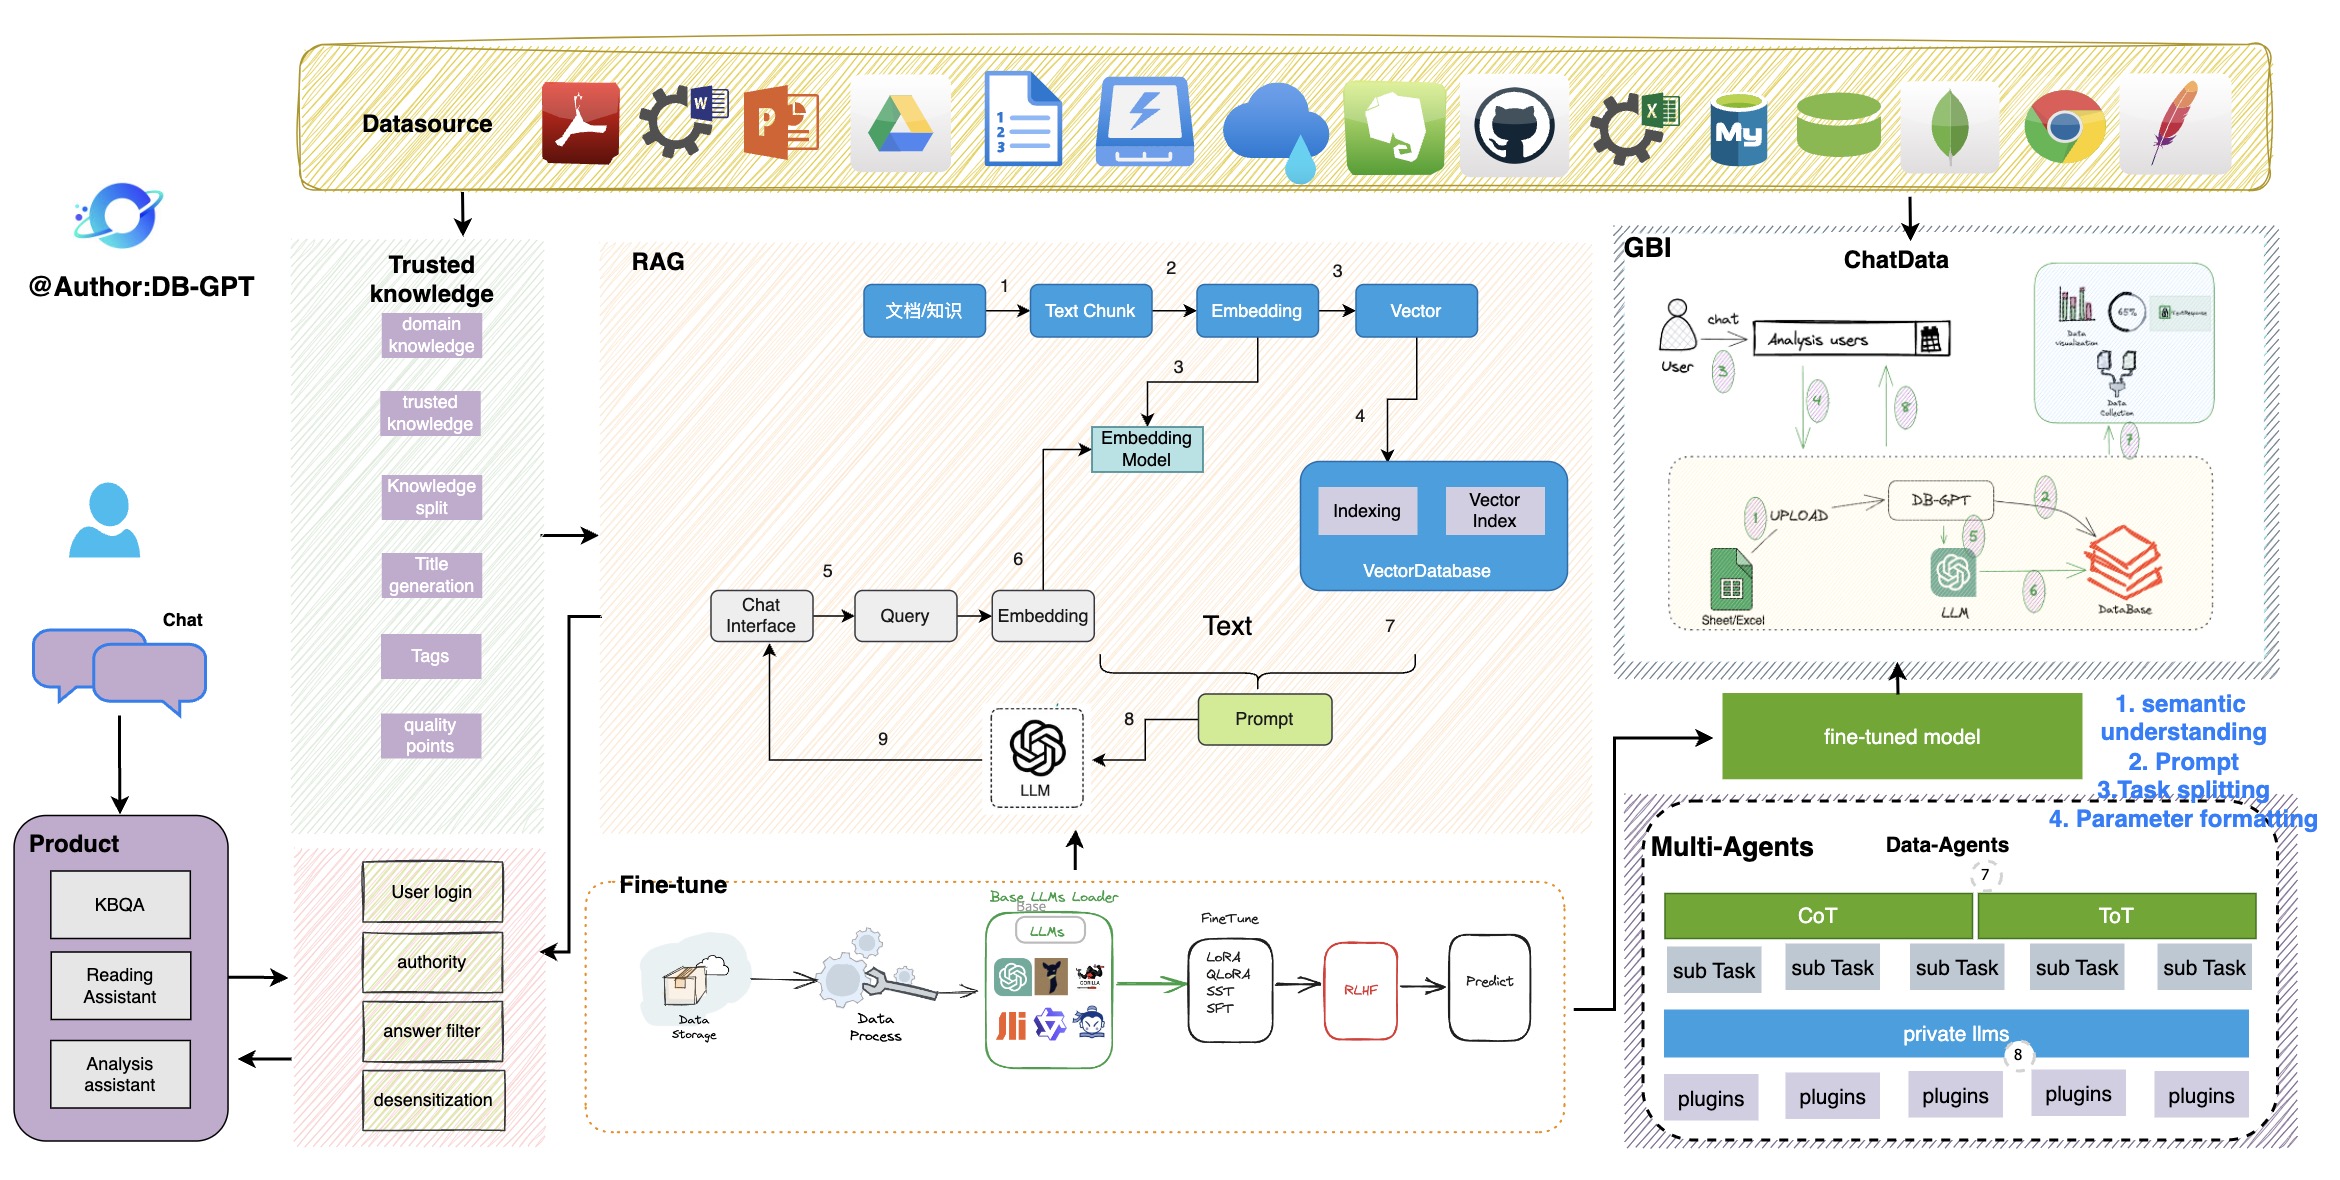 Datasource
W
P
1
2
3
X
My
@Author:DB-GPT
Chat
Product
KBQA
Reading
Assistant
Analysis
assistant
Trusted
knowledge
domain
knowledge
trusted
knowledge
Knowledge
split
Title
generation
Tags
quality
points
User login
authority
answer filter
desensitization
RAG
文档/知识
1
Text Chunk
2
Embedding
3
Vector
3
4
Embedding
Model
Indexing
Vector
Index
VectorDatabase
5
6
Chat
Interface
Query
Embedding
Text
7
Prompt
8
9
LLM
Fine-tune
Data
Storage
Data
Process
Base LLMs Loader
Base
LLMs
GORILLA
FineTune
LoRA
QLoRA
SST
SFT
RLHF
Predict
GBI
ChatData
User
chat
3
Analysis users
4
8
Data
visualization
65%
Data
Collection
7
1
UPLOAD
DB-GPT
2
5
6
Sheet/Excel
LLM
DataBase
fine-tuned model
1. semantic
understanding
2. Prompt
3.Task splitting
4. Parameter formatting
Multi-Agents
Data-Agents
7
CoT
ToT
sub Task
sub Task
sub Task
sub Task
sub Task
private llms
8
plugins
plugins
plugins
plugins
plugins